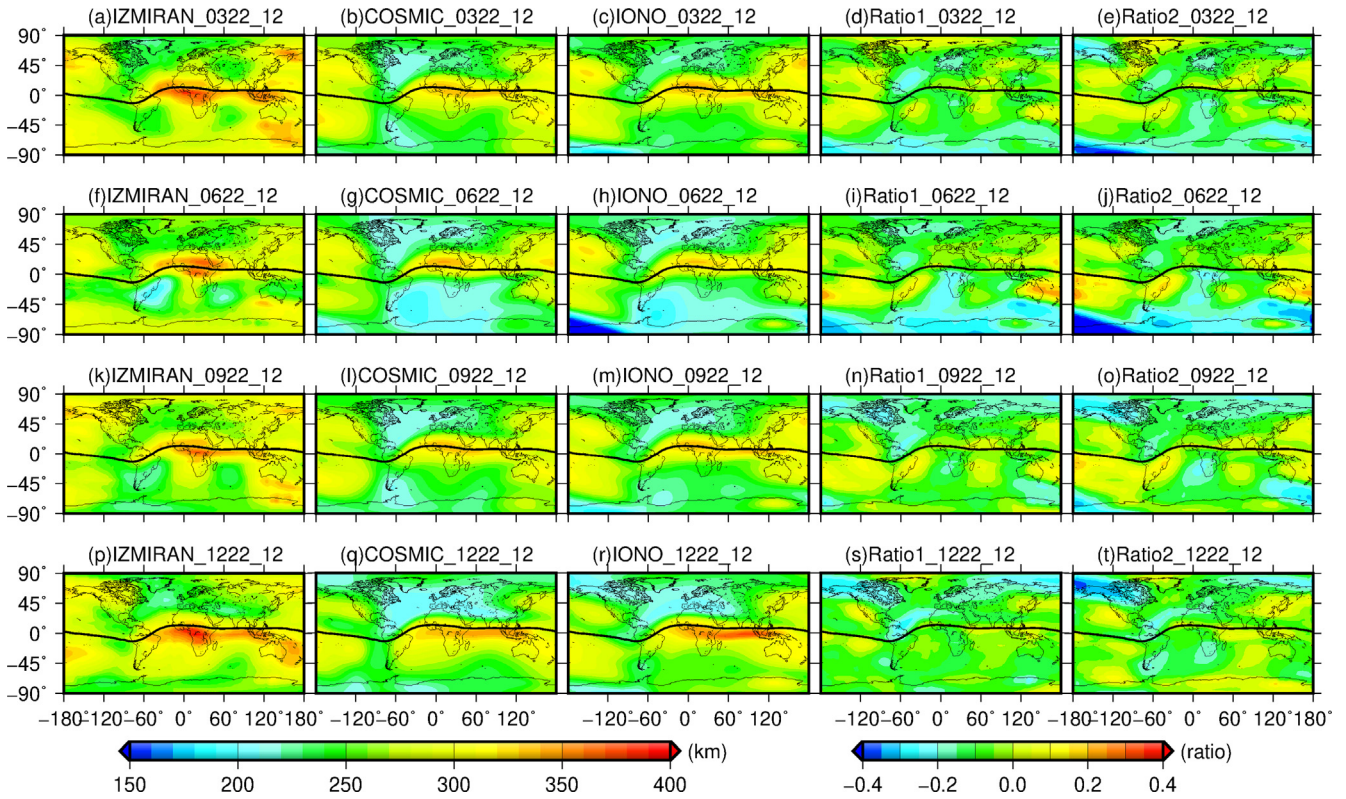 (a)IZMIRAN_0322_12 (b)COSMIC_0322_12 (c)IONO_0322_12 (d)Ratio1_0322_12 (e)Ratio2_0322_12
90°
45°
0°
−45°
−90°
(f)IZMIRAN_0622_12 (g)COSMIC_0622_12 (h)IONO_0622_12 (i)Ratio1_0622_12 (j)Ratio2_0622_12
90°
45°
0°
−45°
−90°
(k)IZMIRAN_0922_12 (l)COSMIC_0922_12 (m)IONO_0922_12 (n)Ratio1_0922_12 (o)Ratio2_0922_12
90°
45°
0°
−45°
−90°
(p)IZMIRAN_1222_12 (q)COSMIC_1222_12 (r)IONO_1222_12 (s)Ratio1_1222_12 (t)Ratio2_1222_12
90°
45°
0°
−45°
−90°
−180°−120°−60° 0° 60° 120° 180° −120°−60° 0° 60° 120° −120°−60° 0° 60° 120° −120°−60° 0° 60° 120° −180°−120°−60° 0° 60° 120° 180°
(km) (ratio)
150 200 250 300 350 400 −0.4 −0.2 0.0 0.2 0.4